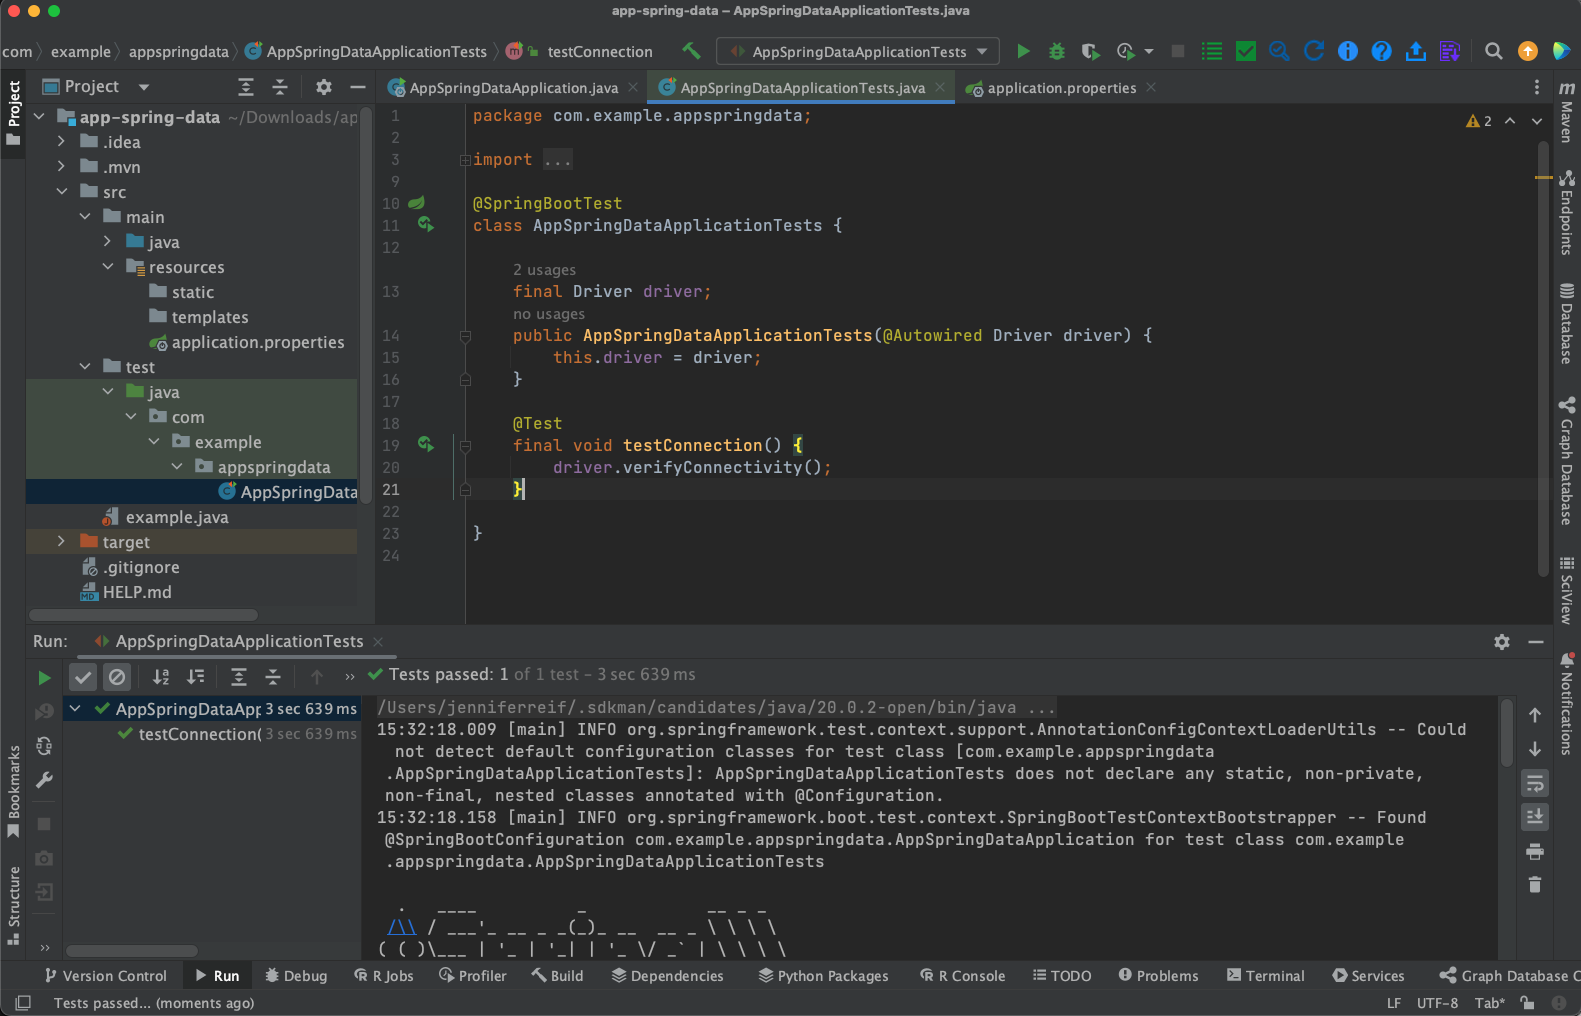 app-spring-data – AppSpringDataApplicationTests.java
com
example
appspringdata
AppSpringDataApplicationTests
testConnection
AppSpringDataApplicationTests
Project
AppSpringDataApplication.java
AppSpringDataApplicationTests.java
application.properties
Project
app-spring-data ~/Downloads/ap
.idea
.mvn
src
main
java
resources
static
templates
application.properties
test
java
com
example
appspringdata
AppSpringData
example.java
target
.gitignore
HELP.md
1 package com.example.appspringdata;
2
3 import ...
9
10 @SpringBootTest
11 class AppSpringDataApplicationTests {
12
2 usages
13 final Driver driver;
no usages
14 public AppSpringDataApplicationTests(@Autowired Driver driver) {
15 this.driver = driver;
16 }
17
18 @Test
19 final void testConnection() {
20 driver.verifyConnectivity();
21 }
22
23 }
24
2
Maven
Endpoints
Database
Graph Database
SciView
Notifications
Run:
AppSpringDataApplicationTests
Tests passed: 1 of 1 test – 3 sec 639 ms
AppSpringDataApp 3 sec 639 ms
testConnection( 3 sec 639 ms
/Users/jenniferreif/.sdkman/candidates/java/20.0.2-open/bin/java ...
15:32:18.009 [main] INFO org.springframework.test.context.support.AnnotationConfigContextLoaderUtils -- Could
not detect default configuration classes for test class [com.example.appspringdata
.AppSpringDataApplicationTests]: AppSpringDataApplicationTests does not declare any static, non-private,
non-final, nested classes annotated with @Configuration.
15:32:18.158 [main] INFO org.springframework.boot.test.context.SpringBootTestContextBootstrapper -- Found
@SpringBootConfiguration com.example.appspringdata.AppSpringDataApplication for test class com.example
.appspringdata.AppSpringDataApplicationTests
.   ____          _            __ _ _
/\\ / ___'_ __ _ _(_)_ __  __ _ \ \ \ \
( ( )\___ | '_ | '_| | '_ \/ _` | \ \ \ \
Bookmarks
Structure
Version Control
Run
Debug
R Jobs
Profiler
Build
Dependencies
Python Packages
R Console
TODO
Problems
Terminal
Services
Graph Database C
Tests passed... (moments ago)
LF
UTF-8
Tab*